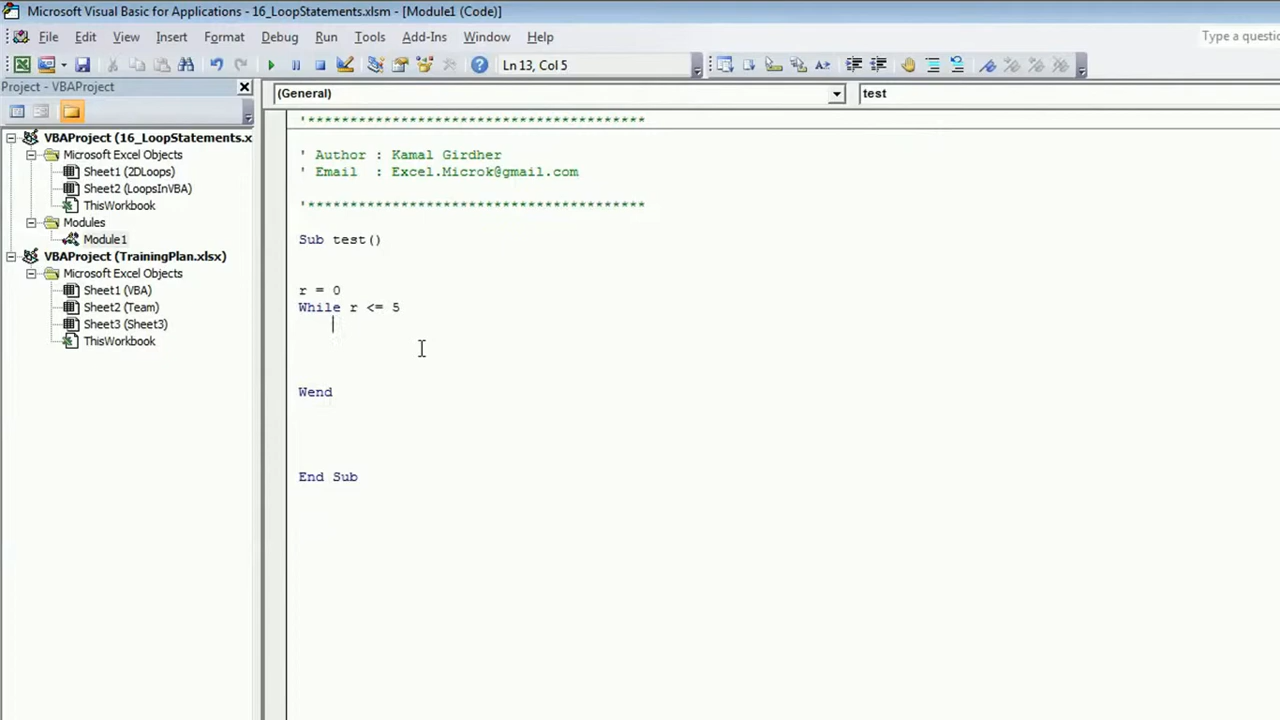 Microsoft Visual Basic for Applications - 16_LoopStatements.xlsm - [Module1 (Code)]
File Edit View Insert Format Debug Run Tools Add-Ins Window Help
Type a questic
Ln 13, Col 5
Project - VBAProject
(General)
test
VBAProject (16_LoopStatements.x
Microsoft Excel Objects
Sheet1 (2DLoops)
Sheet2 (LoopsInVBA)
ThisWorkbook
Modules
Module1
VBAProject (TrainingPlan.xlsx)
Microsoft Excel Objects
Sheet1 (VBA)
Sheet2 (Team)
Sheet3 (Sheet3)
ThisWorkbook
'****************************************
' Author : Kamal Girdher
' Email : Excel.Microk@gmail.com
'****************************************
Sub test()
r = 0
While r <= 5
Wend
End Sub